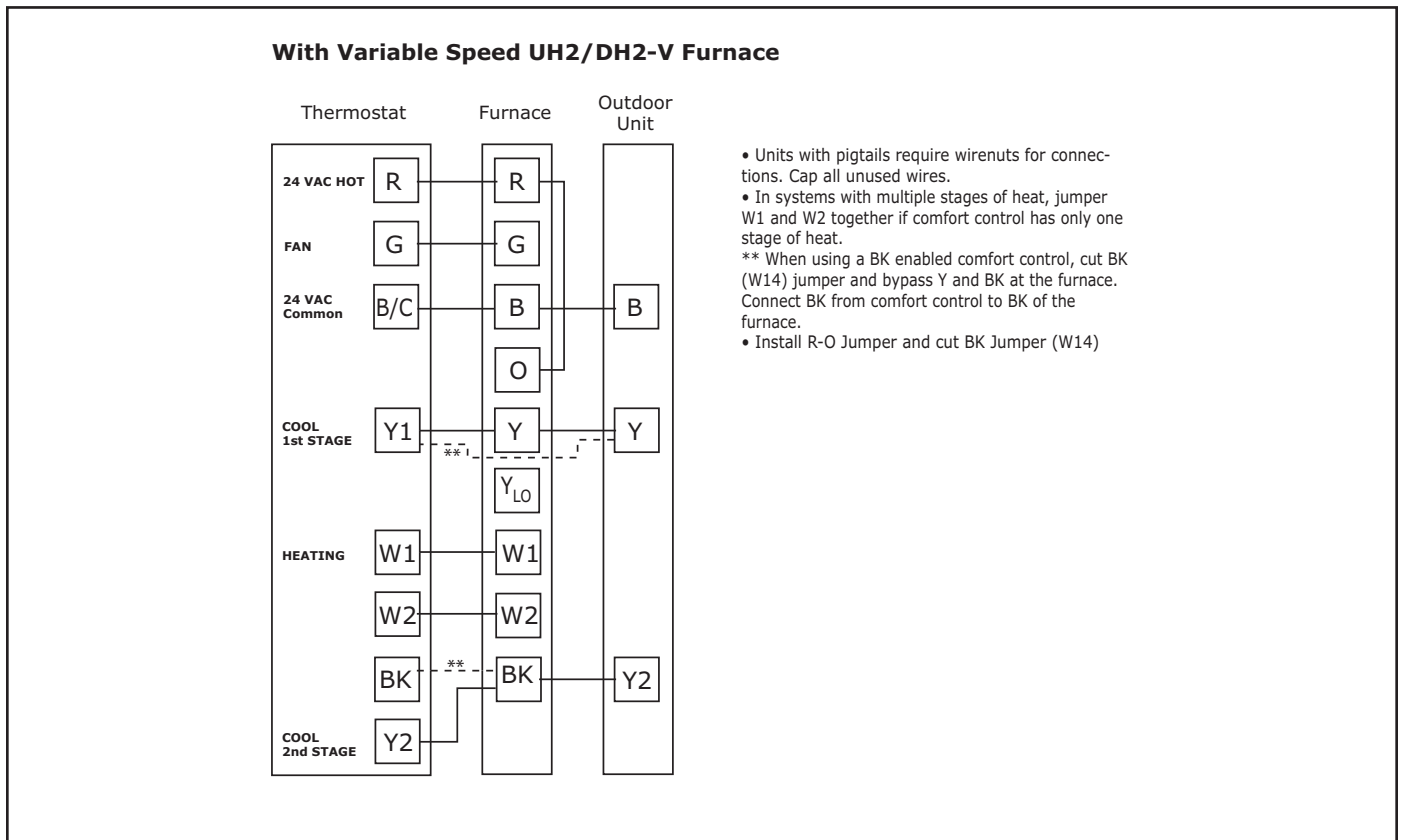 With Variable Speed UH2/DH2-V Furnace
Thermostat Furnace Outdoor
Unit
24 VAC HOT R R
FAN G G
24 VAC
Common B/C B B
O
COOL
1st STAGE Y1 Y Y
**
YLO
HEATING W1 W1
W2 W2
**
BK BK Y2
COOL
2nd STAGE Y2
• Units with pigtails require wirenuts for connec-
tions. Cap all unused wires.
• In systems with multiple stages of heat, jumper
W1 and W2 together if comfort control has only one
stage of heat.
** When using a BK enabled comfort control, cut BK
(W14) jumper and bypass Y and BK at the furnace.
Connect BK from comfort control to BK of the
furnace.
• Install R-O Jumper and cut BK Jumper (W14)